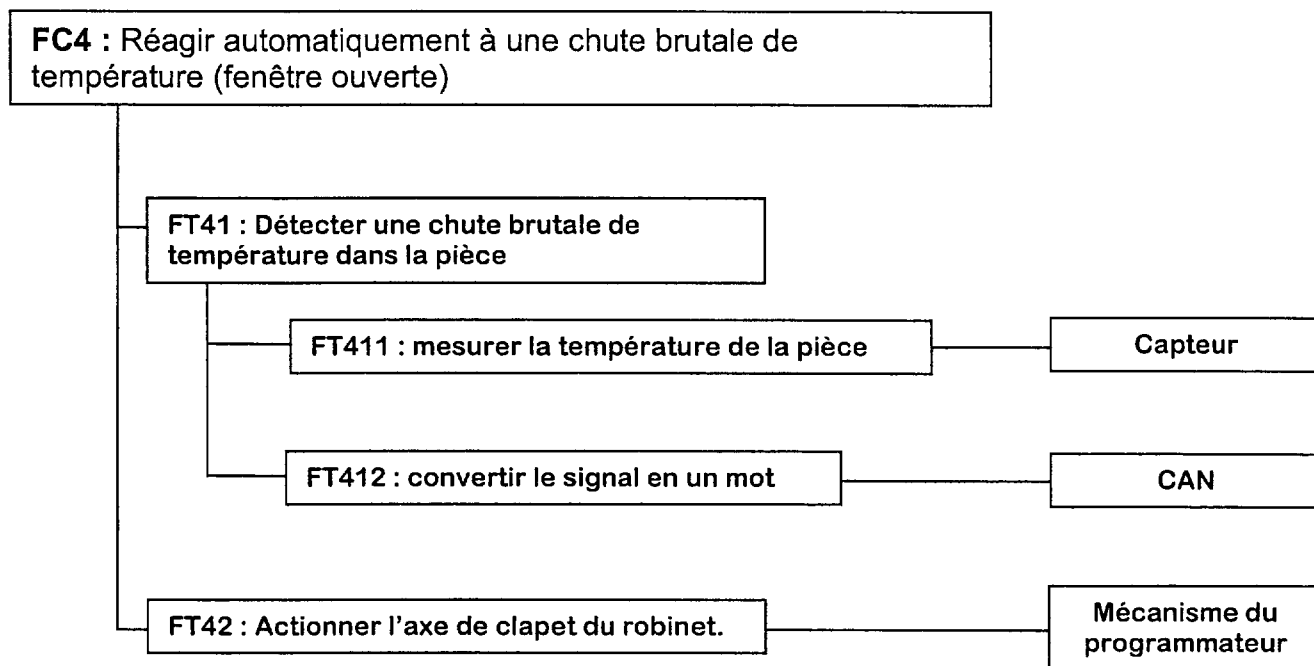 FC4 : Réagir automatiquement à une chute brutale de
température (fenêtre ouverte)
FT41 : Détecter une chute brutale de
température dans la pièce
FT411 : mesurer la température de la pièce
Capteur
FT412 : convertir le signal en un mot
CAN
FT42 : Actionner l'axe de clapet du robinet.
Mécanisme du
programmateur